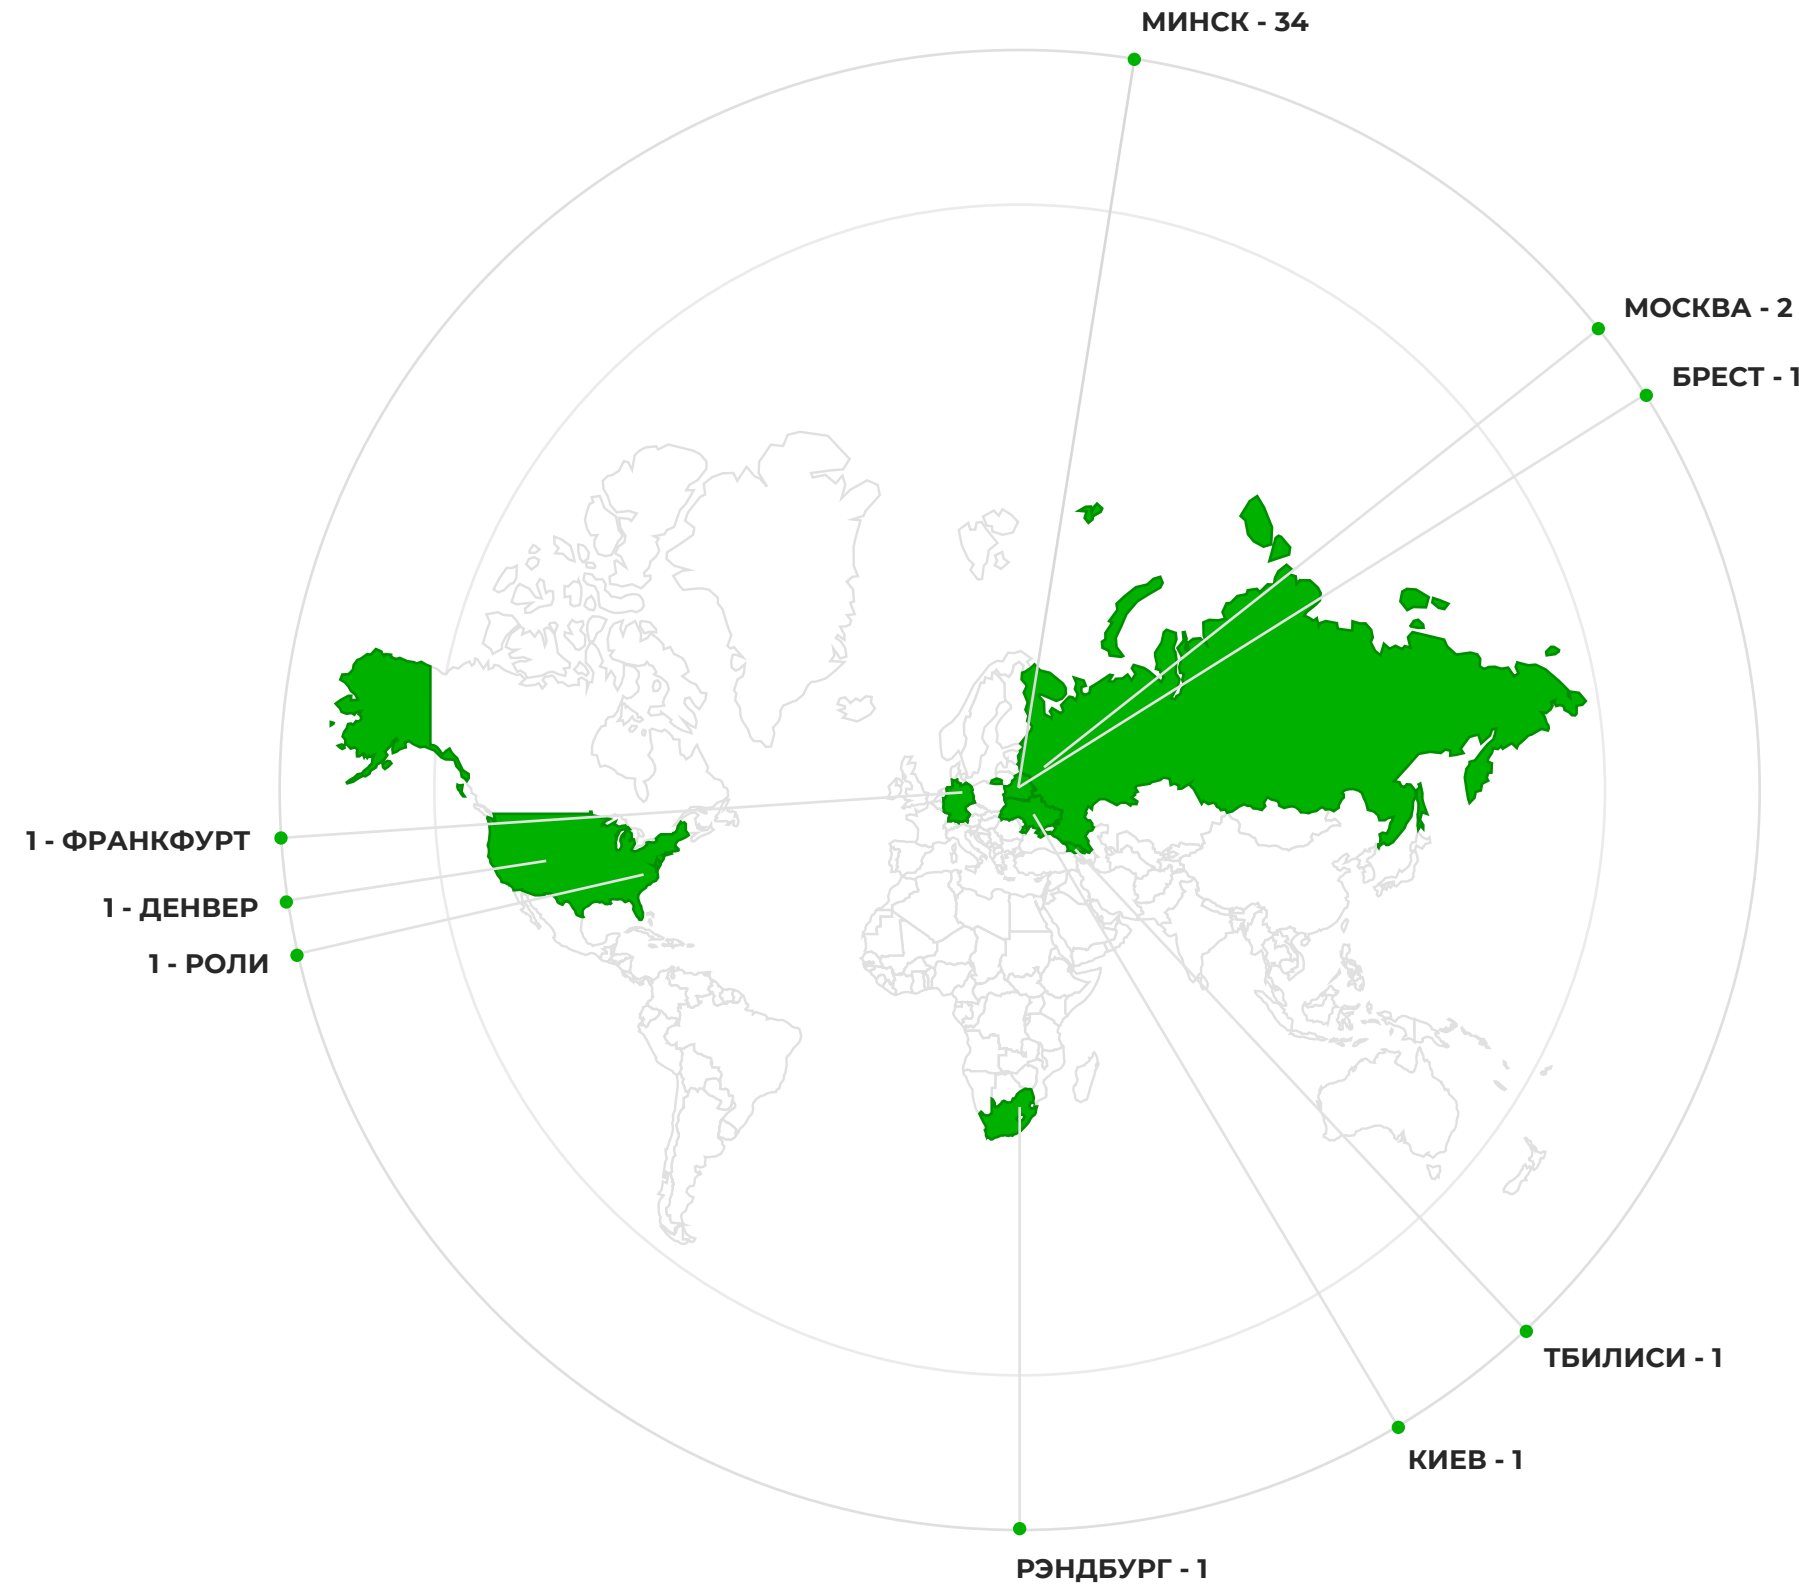 МИНСК - 34
МОСКВА - 2
БРЕСТ - 1
1 - ФРАНКФУРТ
1 - ДЕНВЕР
1 - РОЛИ
ТБИЛИСИ - 1
КИЕВ - 1
РЭНДБУРГ - 1